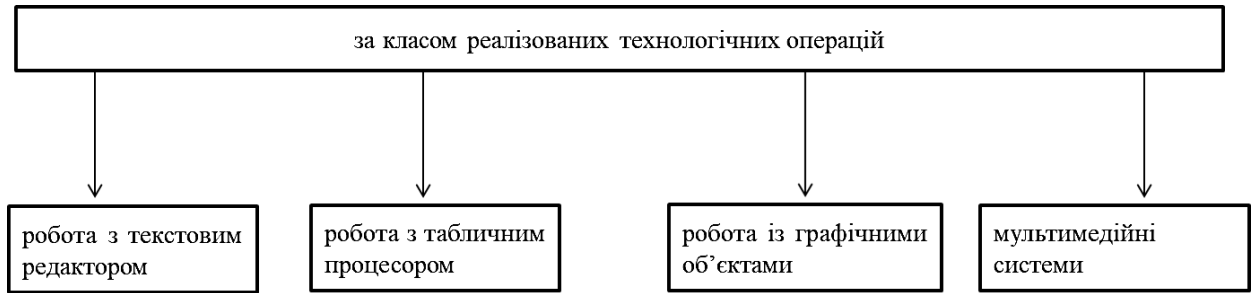 за класом реалізованих технологічних операцій
робота з текстовим
редактором
робота з табличним
процесором
робота із графічними
об’єктами
мультимедійні
системи